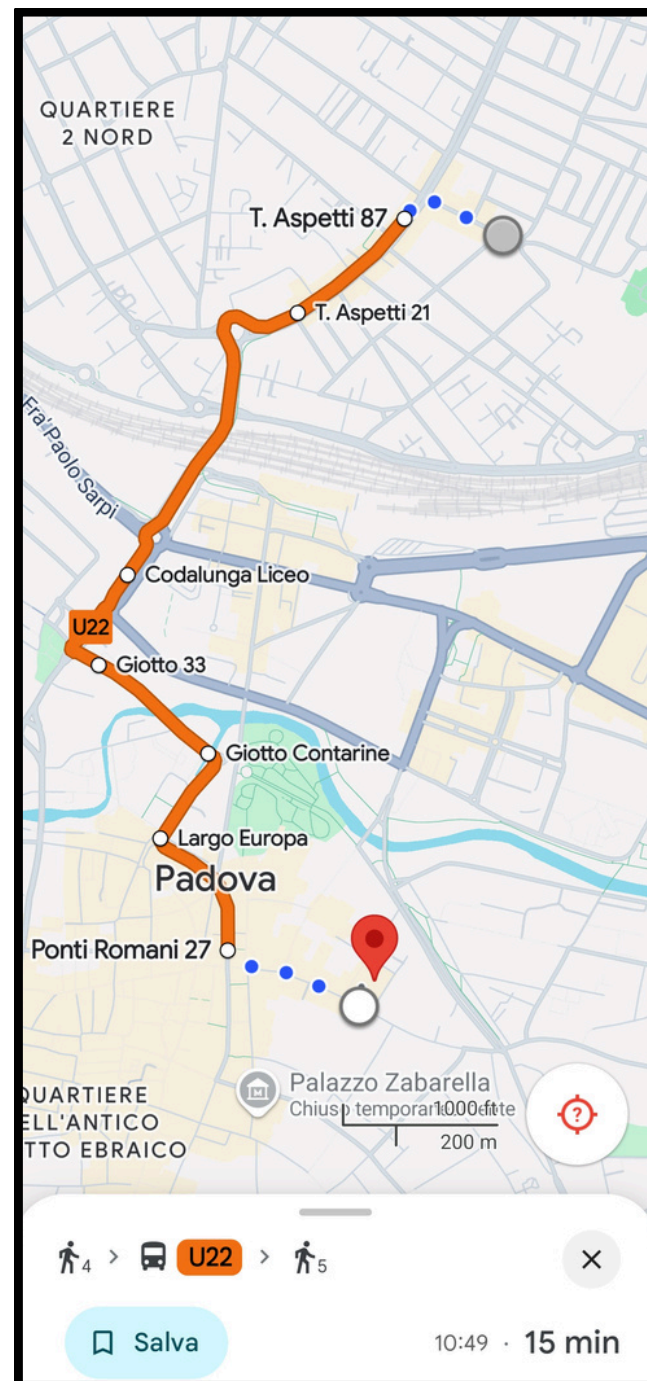 QUARTIERE
2 NORD
T. Aspetti 87
T. Aspetti 21
Fra' Paolo Sarpi
Codalunga Liceo
U22
Giotto 33
Giotto Contarine
Largo Europa
Padova
Ponti Romani 27
Palazzo Zabarella
Chiuso temporaneamente
1000 ft
200 m
QUARTIERE
ELL'ANTICO
TTO EBRAICO
?
4 > U22 > 5
Salva
10:49 · 15 min